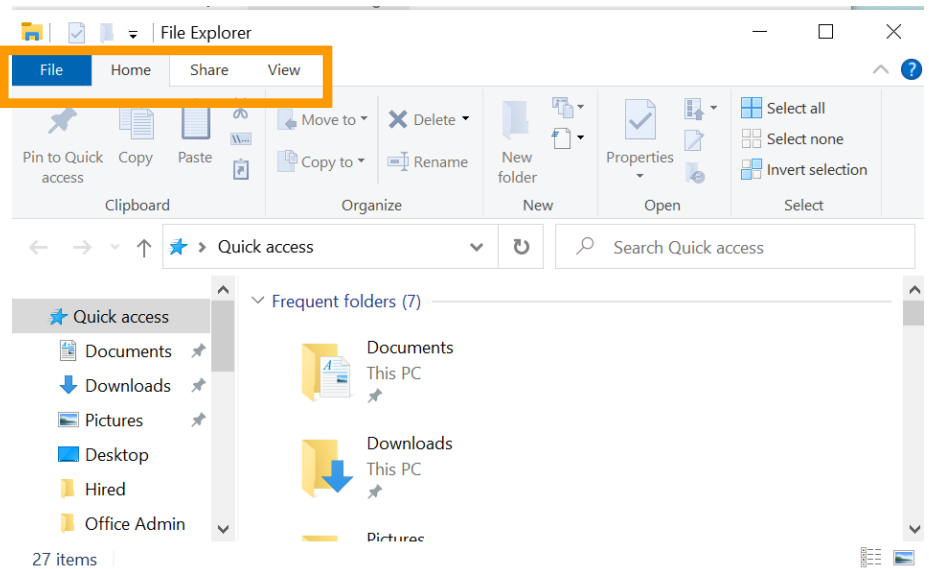 File Explorer
File Home Share View
Pin to Quick access
Copy
Paste
Clipboard
Move to
Copy to
Delete
Rename
Organize
New folder
New
Properties
Open
Select all
Select none
Invert selection
Select
Quick access
Search Quick access
Quick access
Documents
Downloads
Pictures
Desktop
Hired
Office Admin
Frequent folders (7)
Documents
This PC
Downloads
This PC
Pictures
27 items